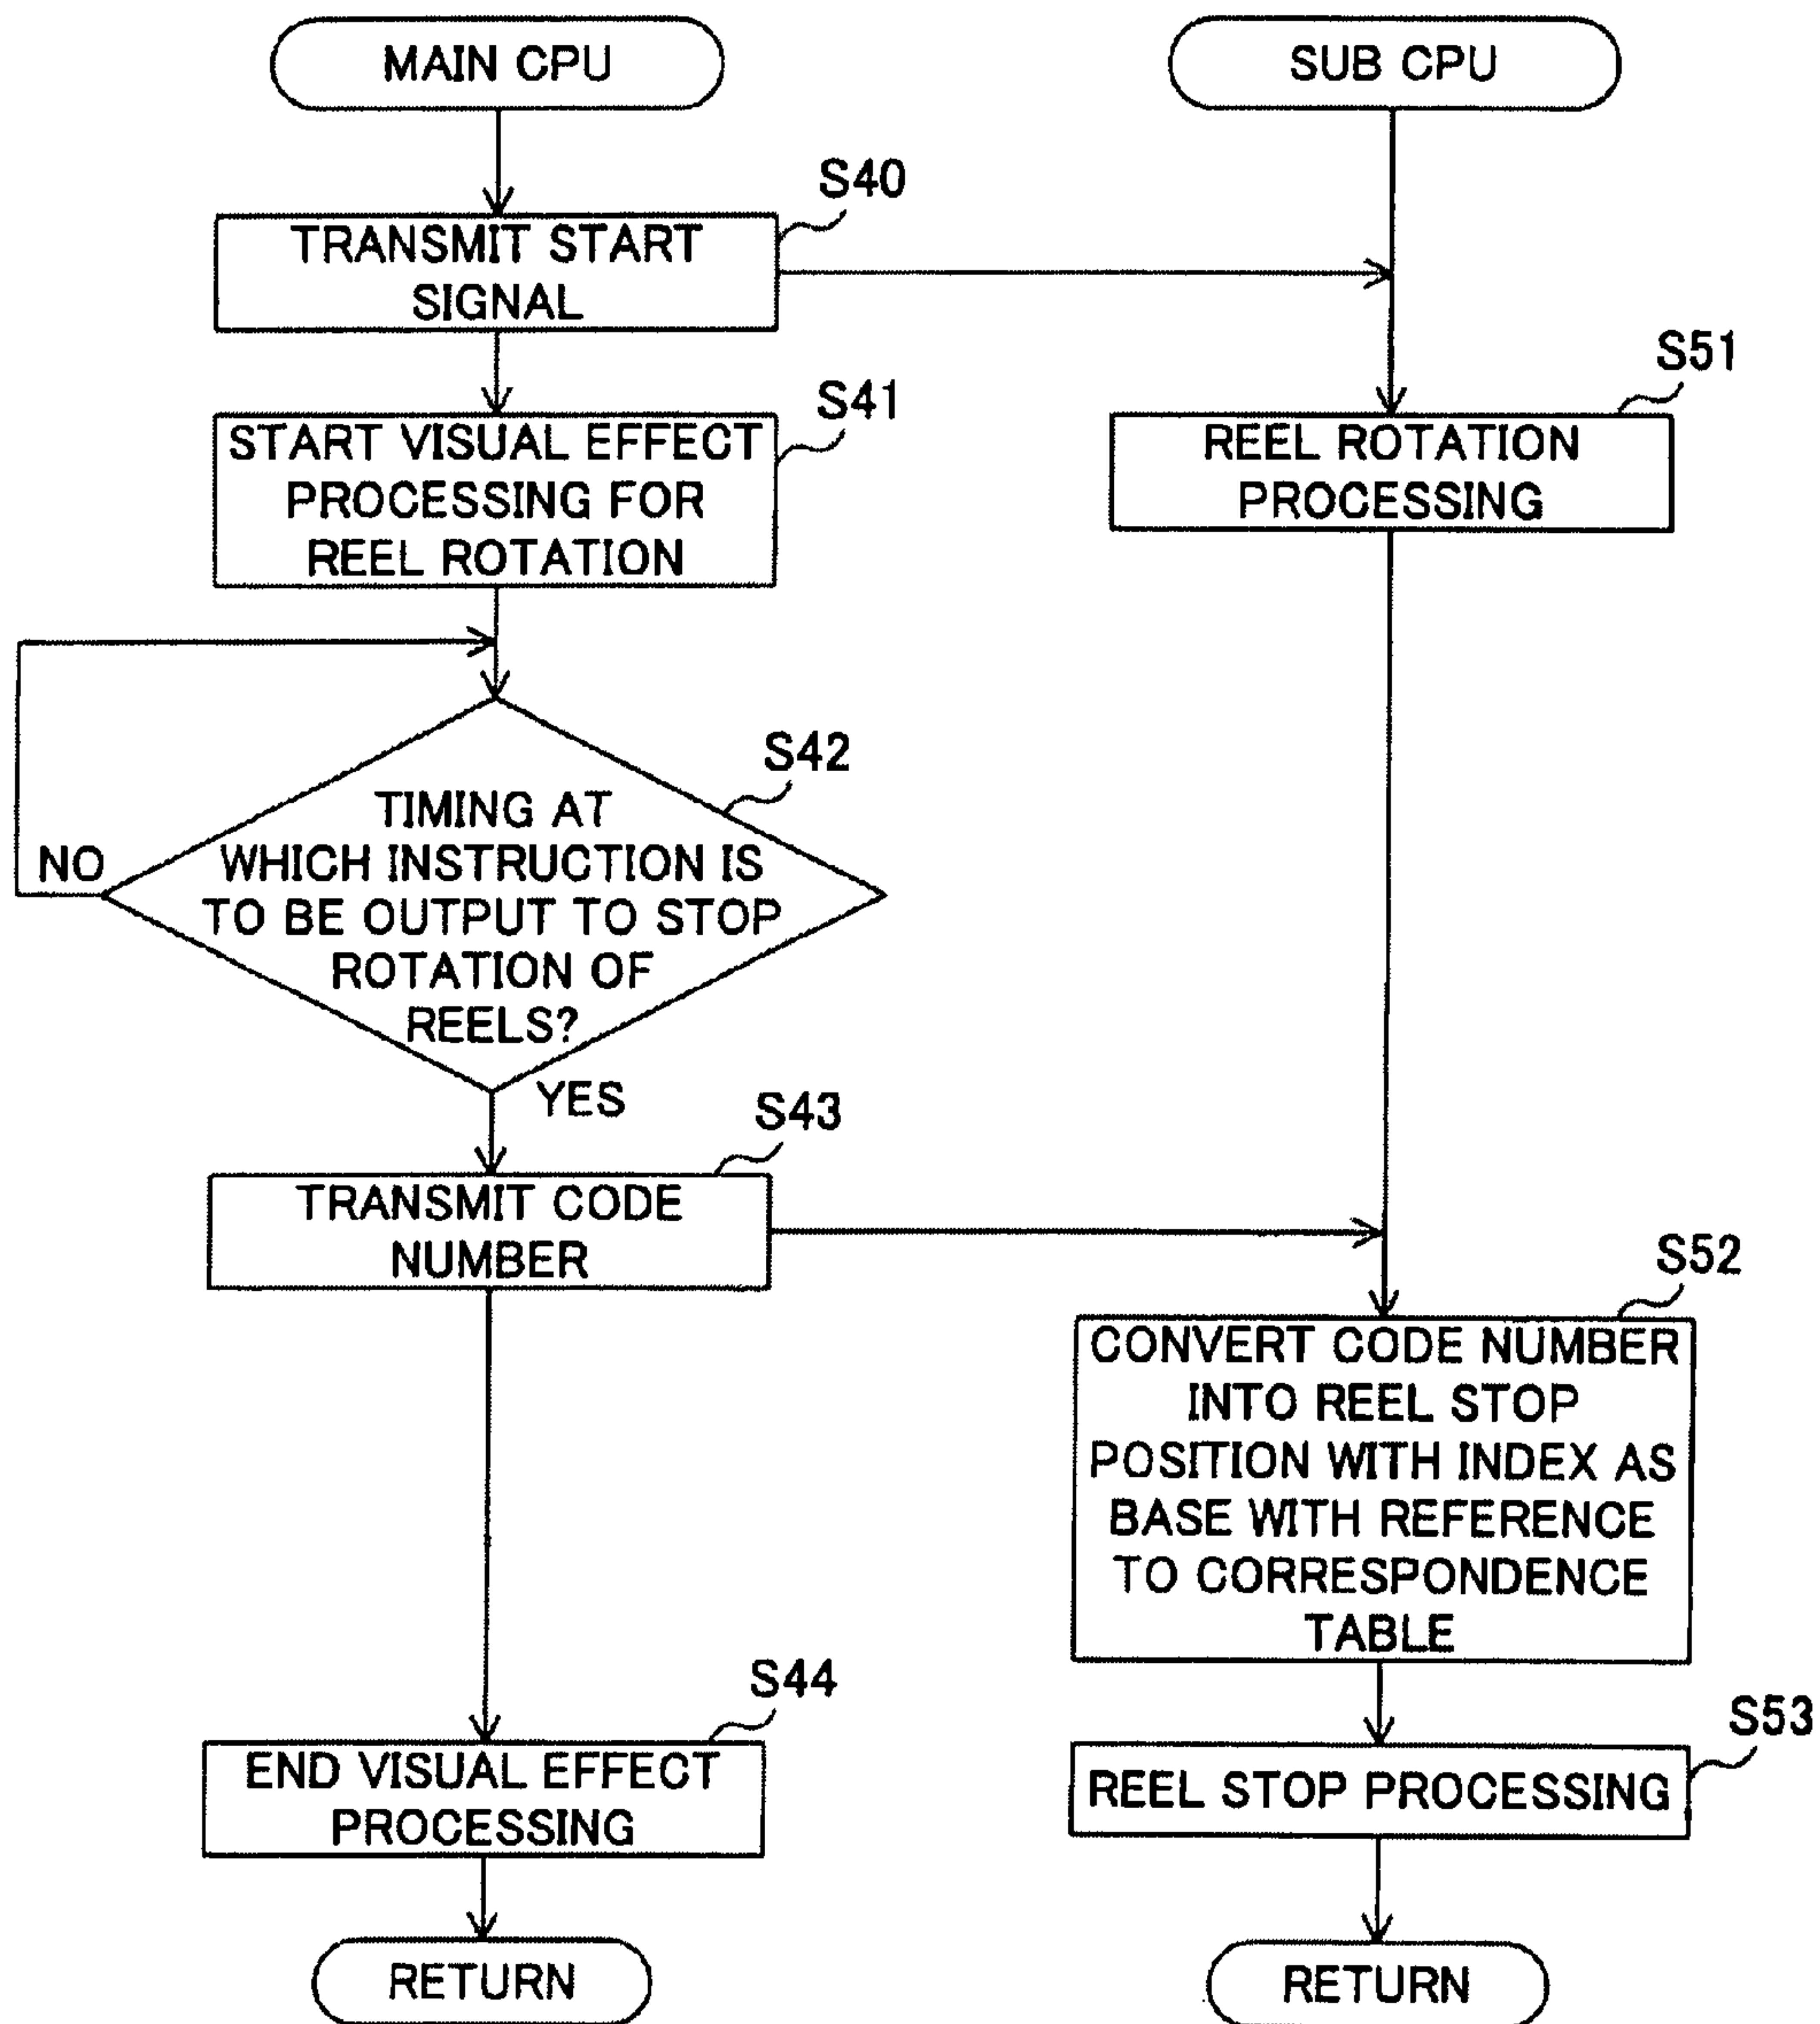 MAIN CPU
SUB CPU
S40
TRANSMIT START
SIGNAL
S51
REEL ROTATION
PROCESSING
S41
START VISUAL EFFECT
PROCESSING FOR
REEL ROTATION
S42
TIMING AT
WHICH INSTRUCTION IS
TO BE OUTPUT TO STOP
ROTATION OF
REELS?
NO
YES
S43
TRANSMIT CODE
NUMBER
S52
CONVERT CODE NUMBER
INTO REEL STOP
POSITION WITH INDEX AS
BASE WITH REFERENCE
TO CORRESPONDENCE
TABLE
S44
END VISUAL EFFECT
PROCESSING
S53
REEL STOP PROCESSING
RETURN
RETURN